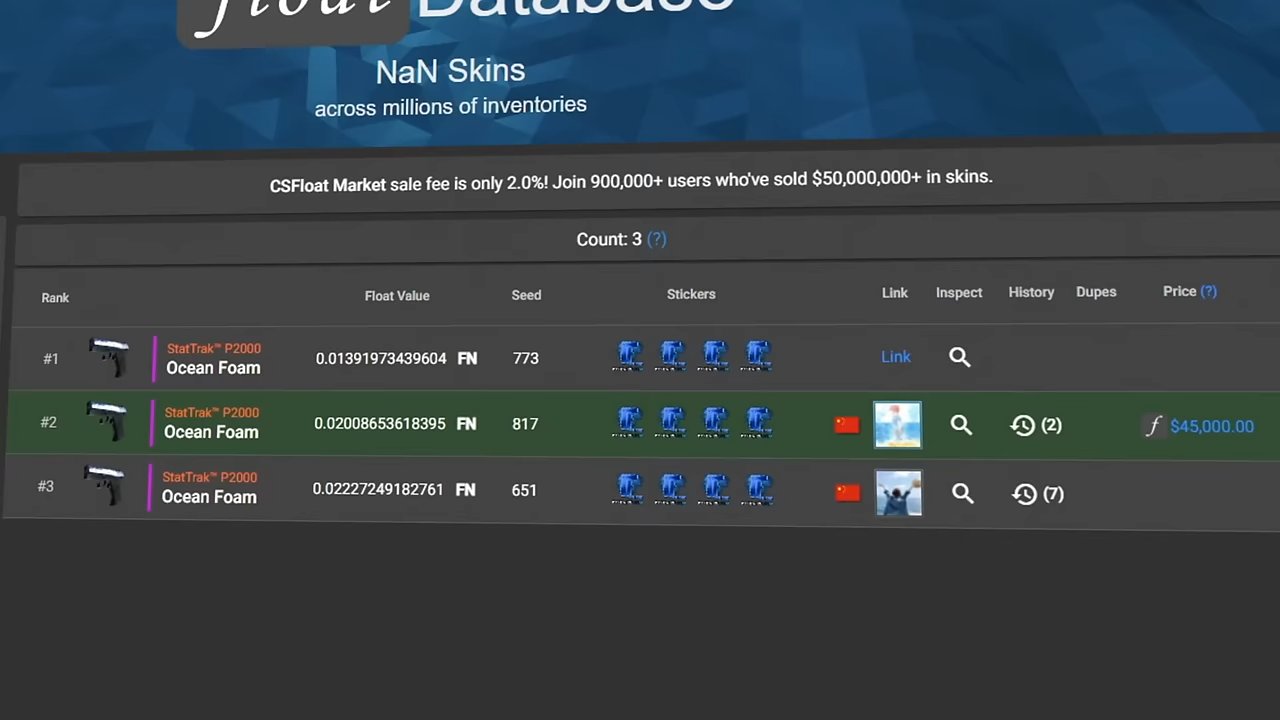 float Database
NaN Skins
across millions of inventories
CSFloat Market sale fee is only 2.0%! Join 900,000+ users who've sold $50,000,000+ in skins.
Count: 3 (?)
Rank Float Value Seed Stickers Link Inspect History Dupes Price (?)
#1 StatTrak™ P2000 Ocean Foam 0.01391973439604 FN 773 Link
#2 StatTrak™ P2000 Ocean Foam 0.02008653618395 FN 817 (2) f $45,000.00
#3 StatTrak™ P2000 Ocean Foam 0.02227249182761 FN 651 (7)